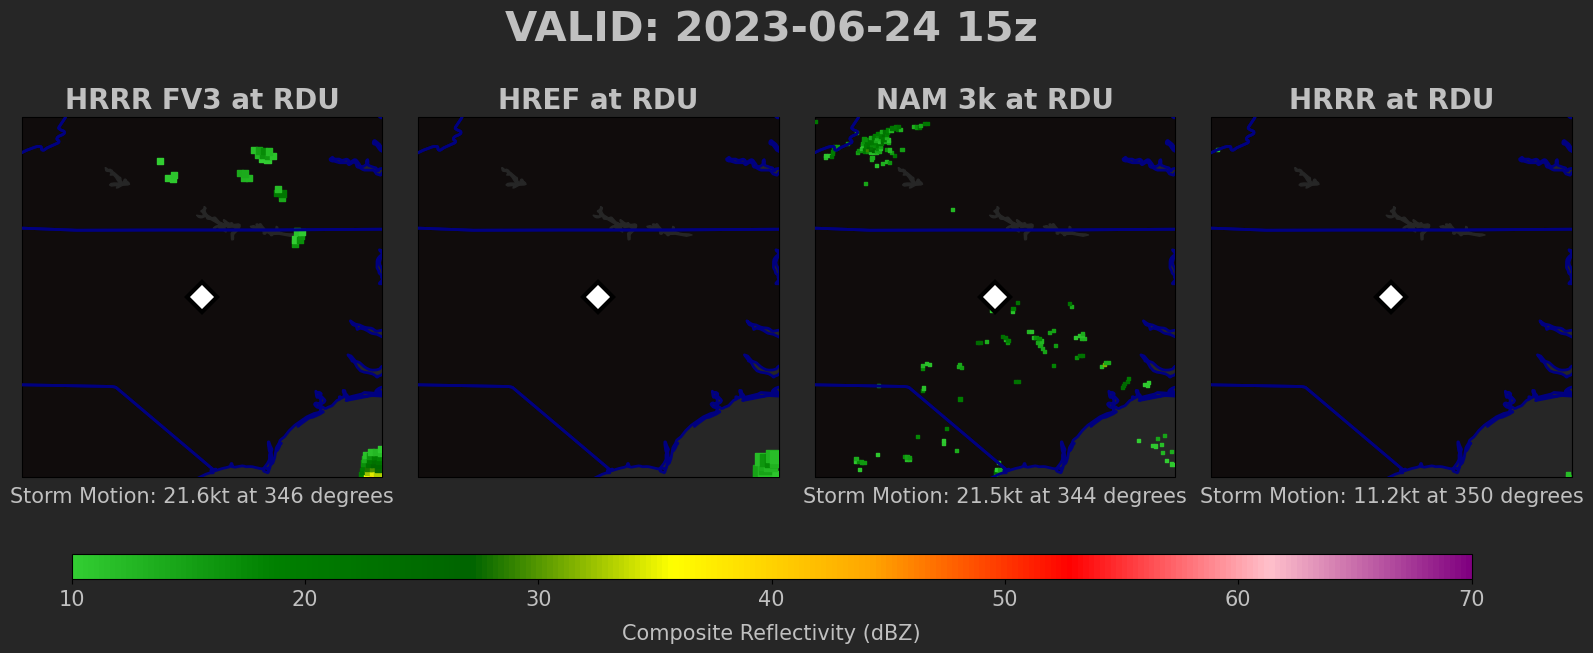 VALID: 2023-06-24 15z
HRRR FV3 at RDU
HREF at RDU
NAM 3k at RDU
HRRR at RDU
Storm Motion: 21.6kt at 346 degrees
Storm Motion: 21.5kt at 344 degrees
Storm Motion: 11.2kt at 350 degrees
10 20 30 40 50 60 70
Composite Reflectivity (dBZ)